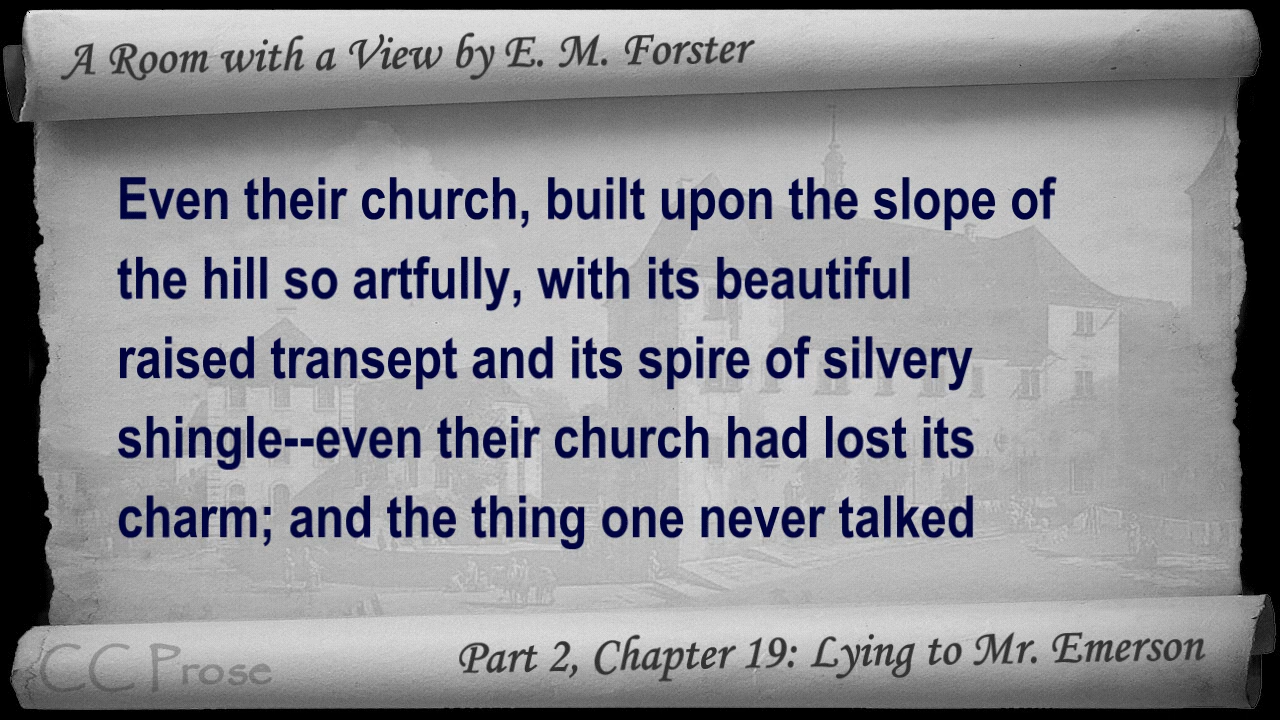 A Room with a View by E. M. Forster
Even their church, built upon the slope of
the hill so artfully, with its beautiful
raised transept and its spire of silvery
shingle--even their church had lost its
charm; and the thing one never talked
CC Prose
Part 2, Chapter 19: Lying to Mr. Emerson